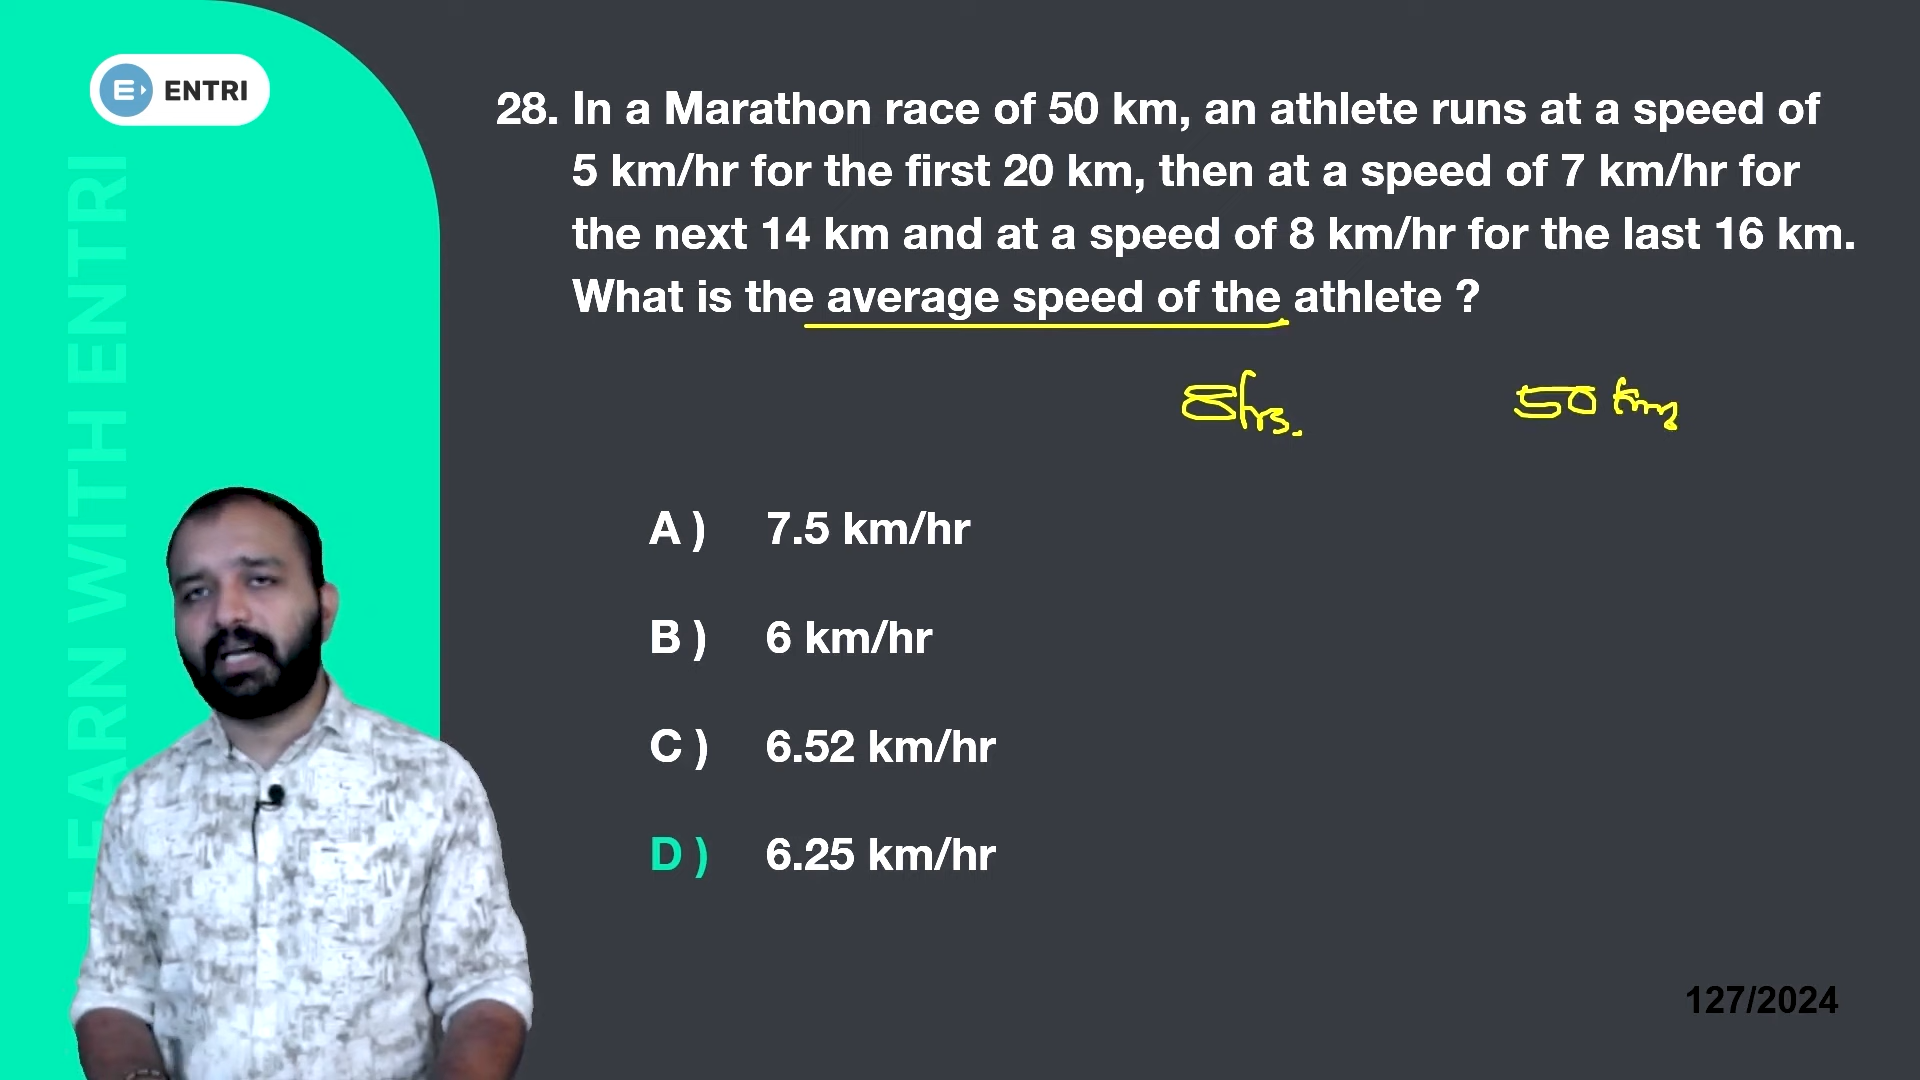 ENTRI
LEARN WITH ENTRI
28. In a Marathon race of 50 km, an athlete runs at a speed of
5 km/hr for the first 20 km, then at a speed of 7 km/hr for
the next 14 km and at a speed of 8 km/hr for the last 16 km.
What is the average speed of the athlete ?
8hrs. 50 kms
A ) 7.5 km/hr
B ) 6 km/hr
C ) 6.52 km/hr
D ) 6.25 km/hr
127/2024